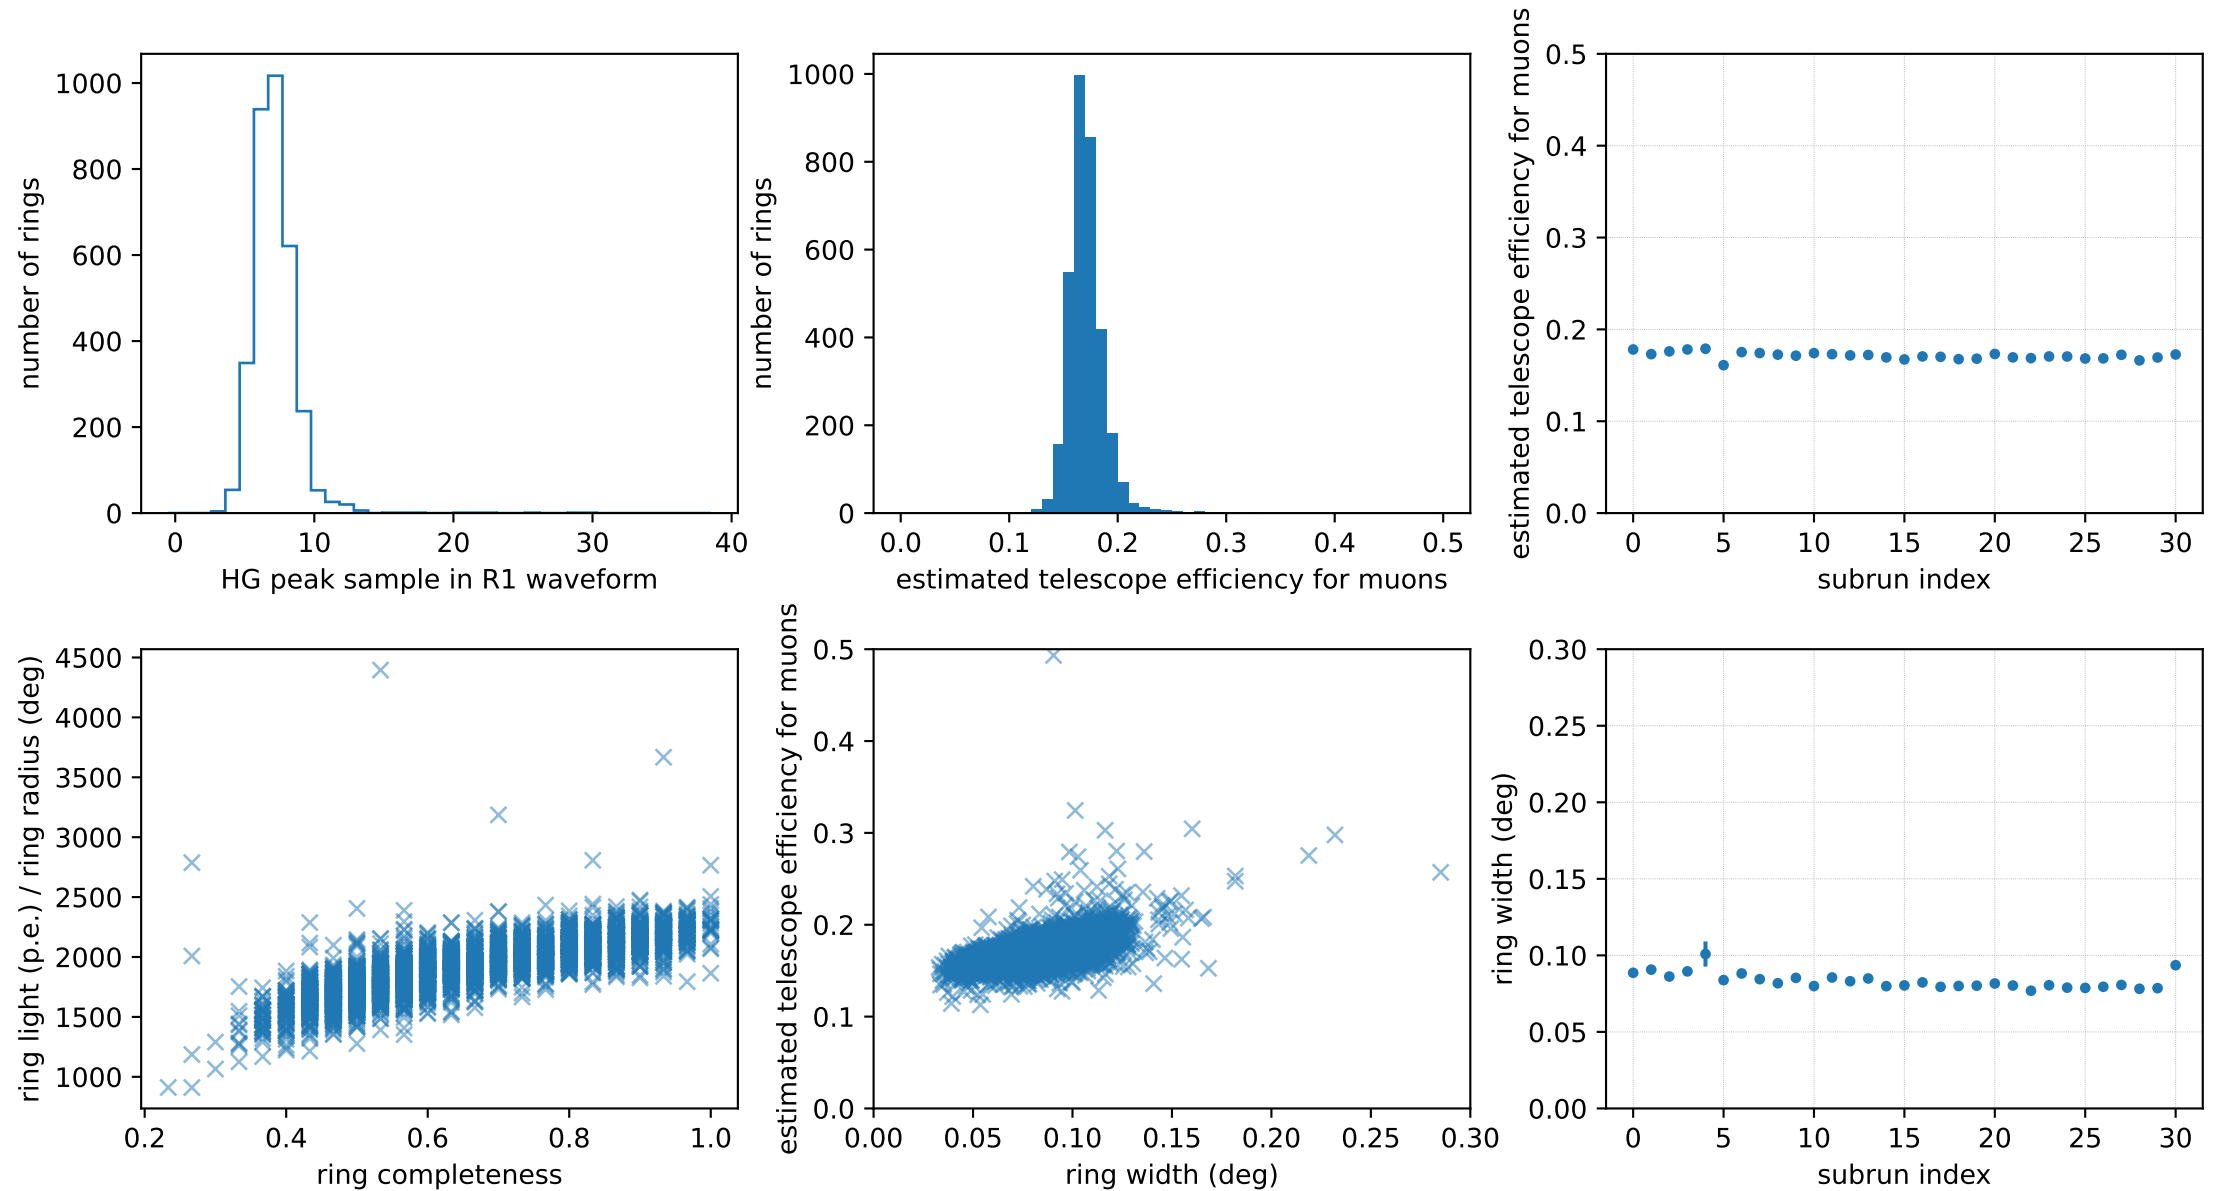 1000
800
600
400
200
0
number of rings
0 10 20 30 40
HG peak sample in R1 waveform
1000
800
600
400
200
0
number of rings
0.0 0.1 0.2 0.3 0.4 0.5
estimated telescope efficiency for muons
0.5
0.4
0.3
0.2
0.1
0.0
estimated telescope efficiency for muons
0 5 10 15 20 25 30
subrun index
4500
4000
3500
3000
2500
2000
1500
1000
ring light (p.e.) / ring radius (deg)
0.2 0.4 0.6 0.8 1.0
ring completeness
0.5
0.4
0.3
0.2
0.1
0.0
estimated telescope efficiency for muons
0.00 0.05 0.10 0.15 0.20 0.25 0.30
ring width (deg)
0.30
0.25
0.20
0.15
0.10
0.05
0.00
ring width (deg)
0 5 10 15 20 25 30
subrun index